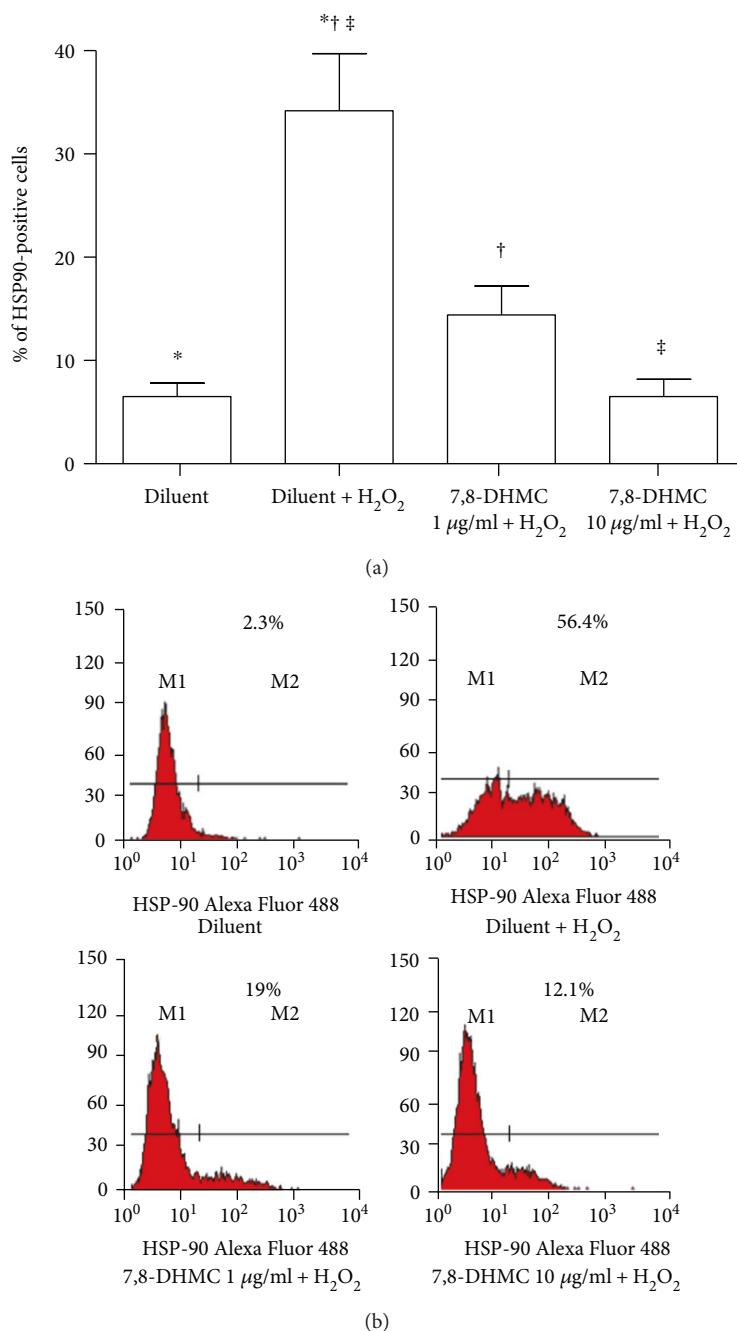 % of HSP90-positive cells
40
30
20
10
0
*† ‡
*
†
‡
Diluent
Diluent + H₂O₂
7,8-DHMC
1 μg/ml + H₂O₂
7,8-DHMC
10 μg/ml + H₂O₂
(a)
150
120
90
60
30
0
2.3%
M1 M2
10⁰ 10¹ 10² 10³ 10⁴
HSP-90 Alexa Fluor 488
Diluent
150
120
90
60
30
0
56.4%
M1 M2
10⁰ 10¹ 10² 10³ 10⁴
HSP-90 Alexa Fluor 488
Diluent + H₂O₂
150
120
90
60
30
0
19%
M1 M2
10⁰ 10¹ 10² 10³ 10⁴
HSP-90 Alexa Fluor 488
7,8-DHMC 1 μg/ml + H₂O₂
150
120
90
60
30
0
12.1%
M1 M2
10⁰ 10¹ 10² 10³ 10⁴
HSP-90 Alexa Fluor 488
7,8-DHMC 10 μg/ml + H₂O₂
(b)